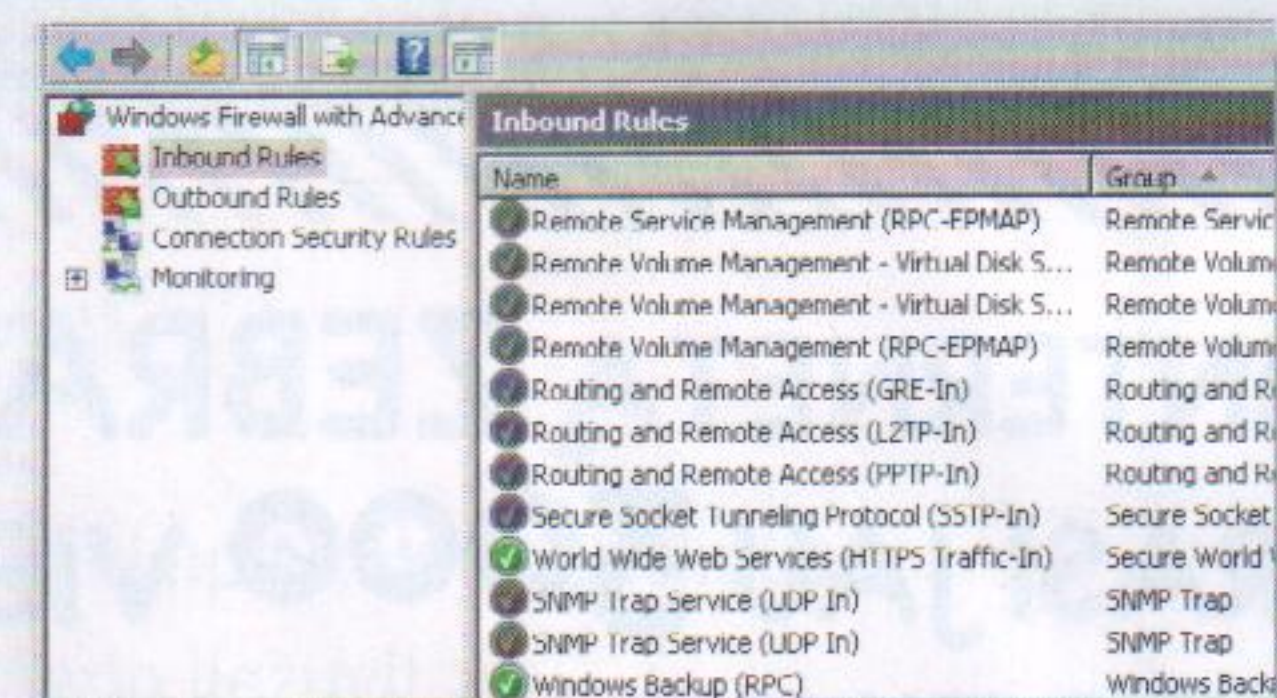 Windows Firewall with Advance
Inbound Rules
Outbound Rules
Connection Security Rules
Monitoring
Inbound Rules
Name Group
Remote Service Management (RPC-EPMAP) Remote Servic
Remote Volume Management - Virtual Disk S... Remote Volum
Remote Volume Management - Virtual Disk S... Remote Volum
Remote Volume Management (RPC-EPMAP) Remote Volum
Routing and Remote Access (GRE-In) Routing and R
Routing and Remote Access (L2TP-In) Routing and R
Routing and Remote Access (PPTP-In) Routing and R
Secure Socket Tunneling Protocol (SSTP-In) Secure Socket
World Wide Web Services (HTTPS Traffic-In) Secure World
SNMP Trap Service (UDP In) SNMP Trap
SNMP Trap Service (UDP In) SNMP Trap
Windows Backup (RPC) Windows Back